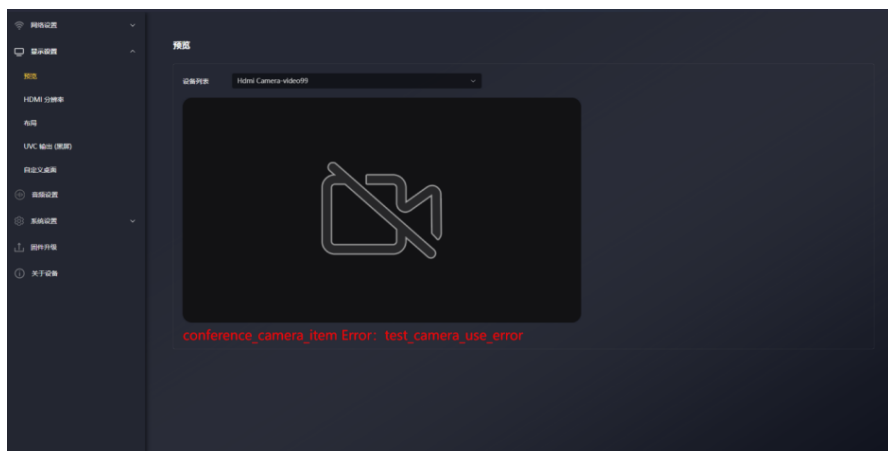 网络设置
显示设置
预览
HDMI 分辨率
布局
UVC 输出 (黑屏)
自定义桌面
音频设置
系统设置
固件升级
关于设备
预览
设备列表 Hdmi Camera-video99
conference_camera_item Error: test_camera_use_error